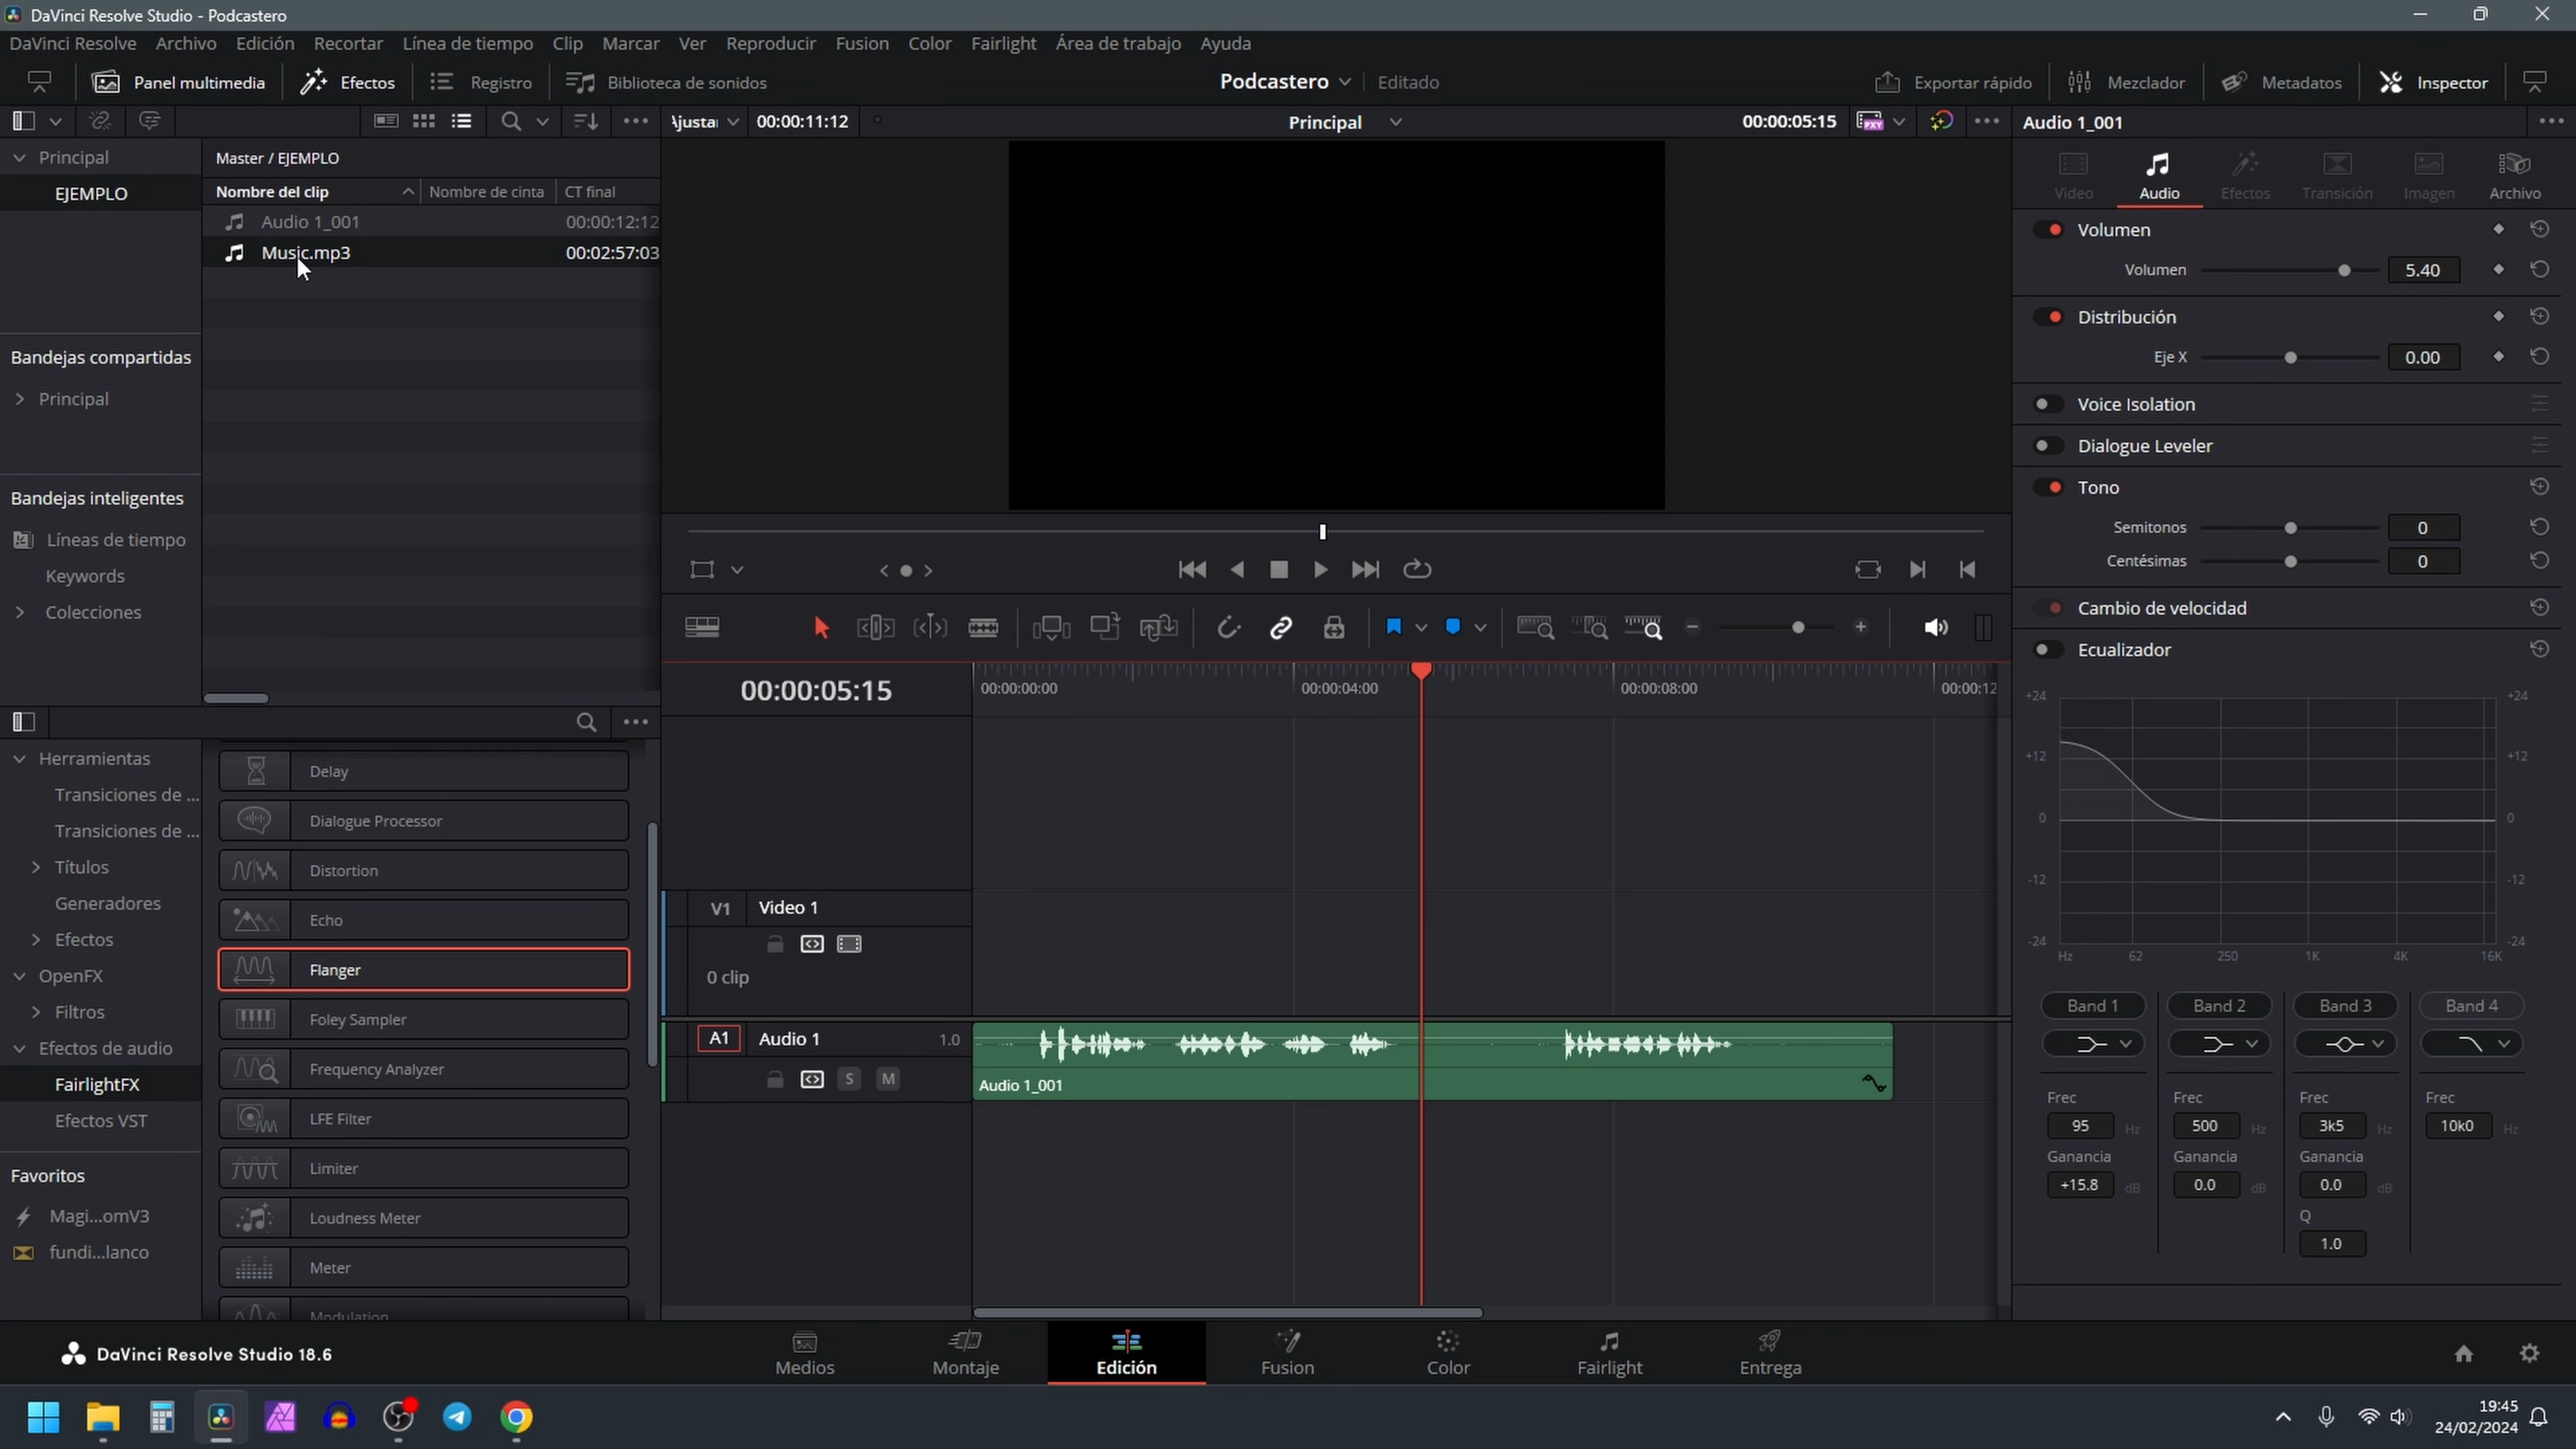 DaVinci Resolve Studio - Podcastero
DaVinci Resolve Archivo Edición Recortar Línea de tiempo Clip Marcar Ver Reproducir Fusion Color Fairlight Área de trabajo Ayuda
Panel multimedia Efectos Registro Biblioteca de sonidos Podcastero Editado Exportar rápido Mezclador Metadatos Inspector
Ajustar 00:00:11:12 Principal 00:00:05:15 PXY Audio 1_001
Principal
EJEMPLO
Master / EJEMPLO
Nombre del clip Nombre de cinta CT final
Audio 1_001 00:00:12:12
Music.mp3 00:02:57:03
Bandejas compartidas
Principal
Bandejas inteligentes
Líneas de tiempo
Keywords
Colecciones
Video Audio Efectos Transición Imagen Archivo
Volumen
Volumen 5.40
Distribución
Eje X 0.00
Voice Isolation
Dialogue Leveler
Tono
Semitonos 0
Centésimas 0
Cambio de velocidad
Ecualizador
+24 +24
+12 +12
0 0
-12 -12
-24 -24
Hz 62 250 1K 4K 16K
Band 1 Band 2 Band 3 Band 4
Frec Frec Frec Frec
95 Hz 500 Hz 3k5 Hz 10k0 Hz
Ganancia Ganancia Ganancia
+15.8 dB 0.0 dB 0.0 dB
Q
1.0
Herramientas
Transiciones de ...
Transiciones de ...
Títulos
Generadores
Efectos
OpenFX
Filtros
Efectos de audio
FairlightFX
Efectos VST
Favoritos
Magi...omV3
fundi...lanco
Delay
Dialogue Processor
Distortion
Echo
Flanger
Foley Sampler
Frequency Analyzer
LFE Filter
Limiter
Loudness Meter
Meter
Modulation
00:00:05:15 00:00:00:00 00:00:04:00 00:00:08:00 00:00:12
V1 Video 1
0 clip
A1 Audio 1 1.0
S M
Audio 1_001
DaVinci Resolve Studio 18.6
Medios Montaje Edición Fusion Color Fairlight Entrega
19:45
24/02/2024